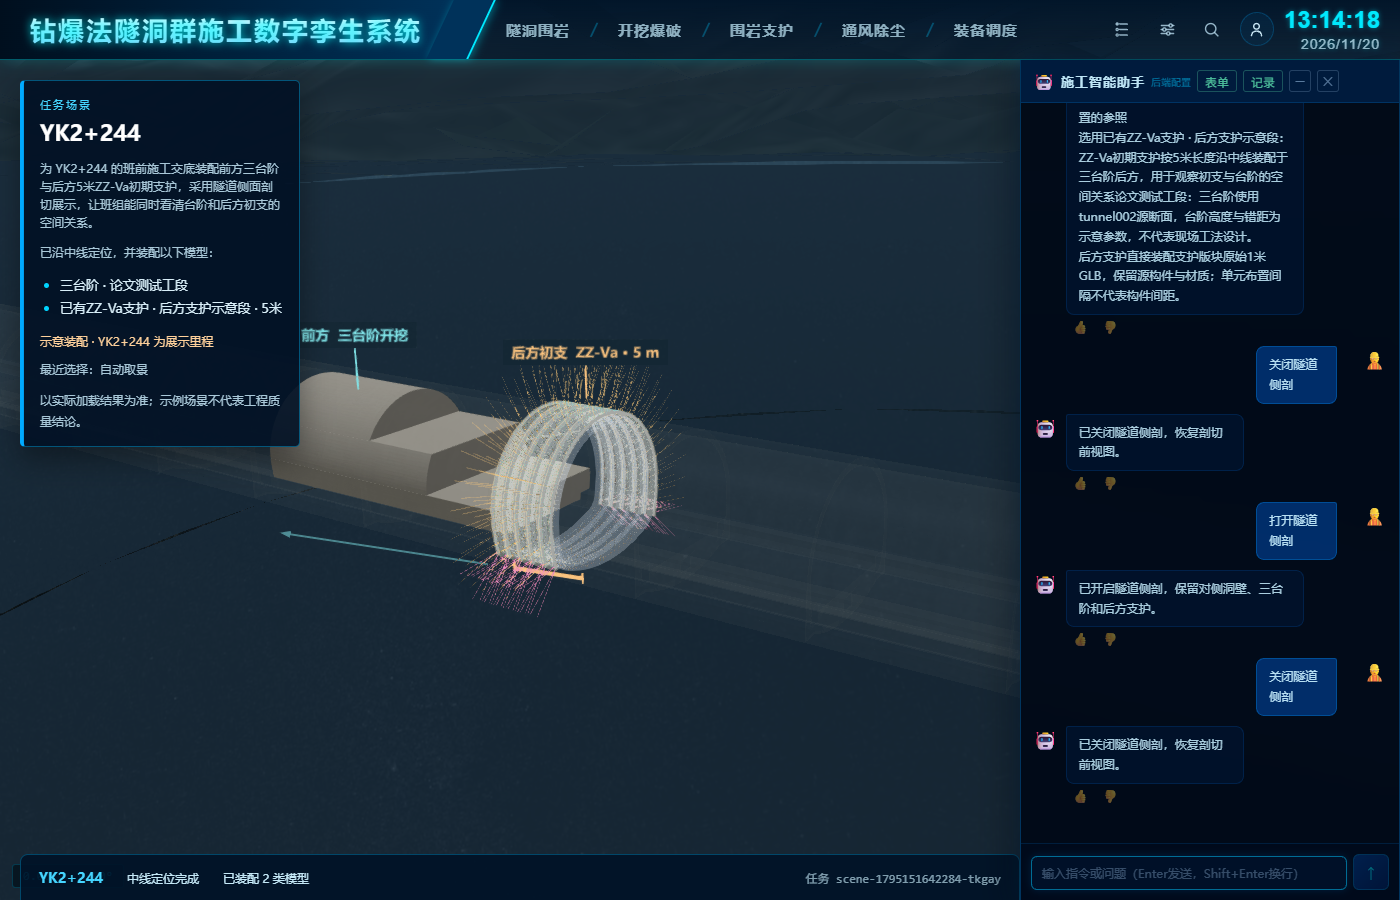 钻爆法隧洞群施工数字孪生系统
隧洞围岩 / 开挖爆破 / 围岩支护 / 通风除尘 / 装备调度
13:14:18
2026/11/20
任务场景
YK2+244
为 YK2+244 的班前施工交底装配前方三台阶
与后方5米ZZ-Va初期支护，采用隧道侧面剖
切展示，让班组能同时看清台阶和后方初支的
空间关系。
已沿中线定位，并装配以下模型：
三台阶 · 论文测试工段
已有ZZ-Va支护 · 后方支护示意段 · 5米
示意装配 · YK2+244 为展示里程
最近选择：自动取景
以实际加载结果为准；示例场景不代表工程质
量结论。
前方 三台阶开挖
后方初支 ZZ-Va · 5 m
施工智能助手 后端配置 表单 记录
置的参照
选用已有ZZ-Va支护 · 后方支护示意段：
ZZ-Va初期支护按5米长度沿中线装配于
三台阶后方，用于观察初支与台阶的空
间关系论文测试工段：三台阶使用
tunnel002源断面，台阶高度与错距为
示意参数，不代表现场工法设计。
后方支护直接装配支护版块原始1米
GLB，保留源构件与材质；单元布置间
隔不代表构件间距。
关闭隧道
侧剖
已关闭隧道侧剖，恢复剖切
前视图。
打开隧道
侧剖
已开启隧道侧剖，保留对侧洞壁、三台
阶和后方支护。
关闭隧道
侧剖
已关闭隧道侧剖，恢复剖切
前视图。
输入指令或问题（Enter发送，Shift+Enter换行）
YK2+244 中线定位完成 已装配 2 类模型
任务 scene-1795151642284-tkgay